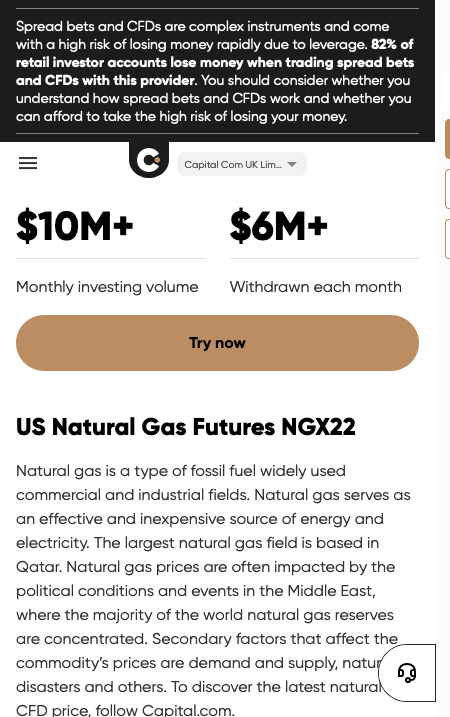 Spread bets and CFDs are complex instruments and come
with a high risk of losing money rapidly due to leverage. 82% of
retail investor accounts lose money when trading spread bets
and CFDs with this provider. You should consider whether you
understand how spread bets and CFDs work and whether you
can afford to take the high risk of losing your money.
Capital Com UK Lim...
$10M+
$6M+
Monthly investing volume
Withdrawn each month
Try now
US Natural Gas Futures NGX22
Natural gas is a type of fossil fuel widely used
commercial and industrial fields. Natural gas serves as
an effective and inexpensive source of energy and
electricity. The largest natural gas field is based in
Qatar. Natural gas prices are often impacted by the
political conditions and events in the Middle East,
where the majority of the world natural gas reserves
are concentrated. Secondary factors that affect the
commodity's prices are demand and supply,
disasters and others. To discover the latest natural
CFD price, follow Capital.com.